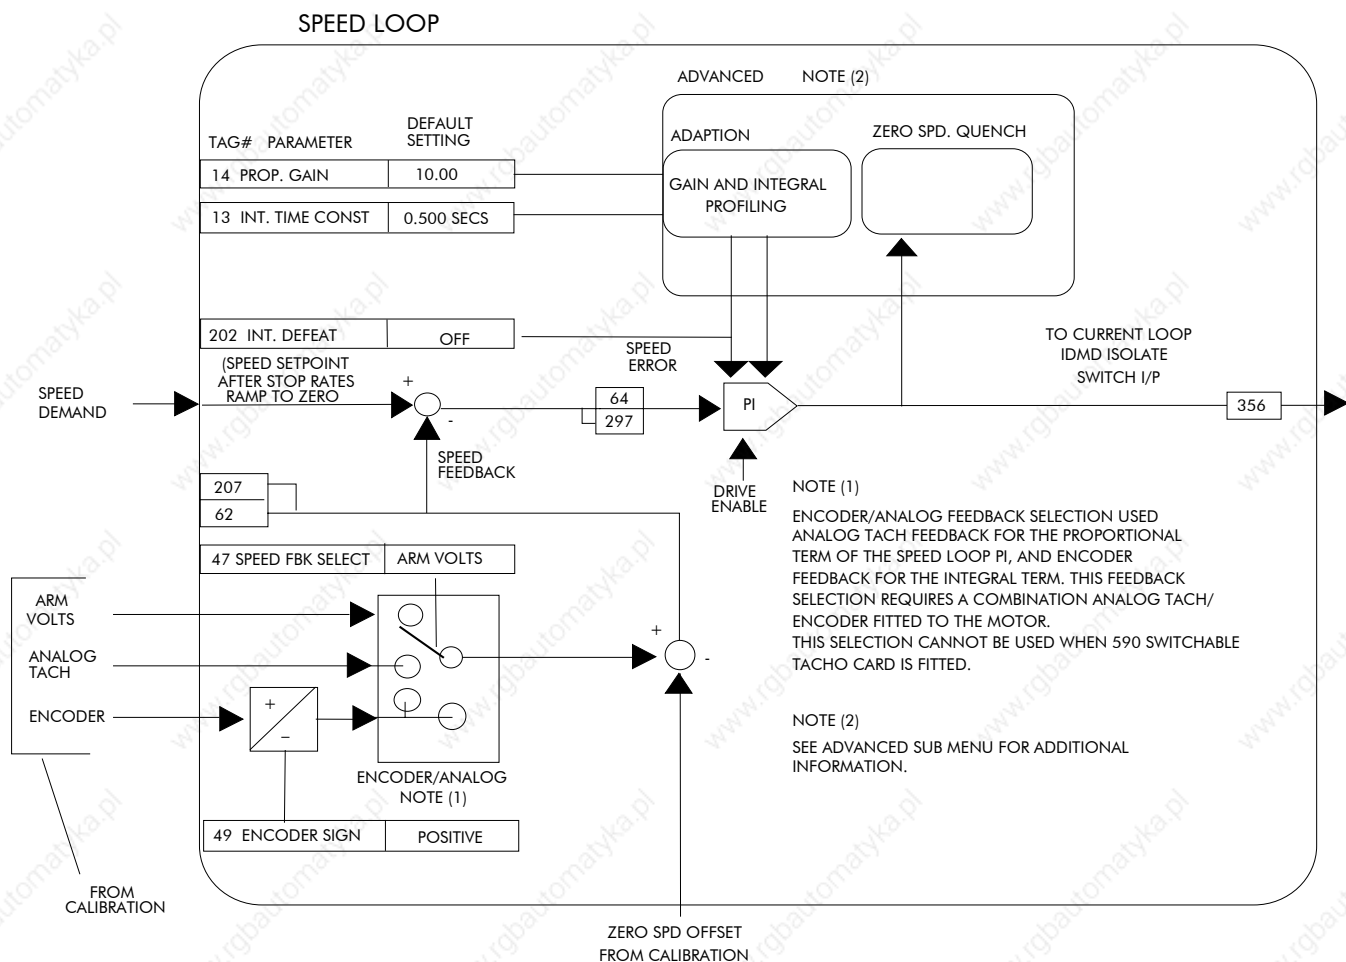 SPEED LOOP
ADVANCED NOTE (2)
TAG# PARAMETER
DEFAULT
SETTING
ADAPTION
ZERO SPD. QUENCH
14 PROP. GAIN 10.00
GAIN AND INTEGRAL
PROFILING
13 INT. TIME CONST 0.500 SECS
202 INT. DEFEAT OFF
SPEED
ERROR
TO CURRENT LOOP
IDMD ISOLATE
SWITCH I/P
(SPEED SETPOINT
AFTER STOP RATES
RAMP TO ZERO
SPEED
DEMAND
+
-
64
297
PI
356
SPEED
FEEDBACK
DRIVE
ENABLE
207
62
NOTE (1)
ENCODER/ANALOG FEEDBACK SELECTION USED
ANALOG TACH FEEDBACK FOR THE PROPORTIONAL
TERM OF THE SPEED LOOP PI, AND ENCODER
FEEDBACK FOR THE INTEGRAL TERM. THIS FEEDBACK
SELECTION REQUIRES A COMBINATION ANALOG TACH/
ENCODER FITTED TO THE MOTOR.
THIS SELECTION CANNOT BE USED WHEN 590 SWITCHABLE
TACHO CARD IS FITTED.
47 SPEED FBK SELECT ARM VOLTS
ARM
VOLTS
ANALOG
TACH
ENCODER
+
-
+
-
NOTE (2)
SEE ADVANCED SUB MENU FOR ADDITIONAL
INFORMATION.
ENCODER/ANALOG
NOTE (1)
49 ENCODER SIGN POSITIVE
FROM
CALIBRATION
ZERO SPD OFFSET
FROM CALIBRATION
www.rgbautomatyka.pl